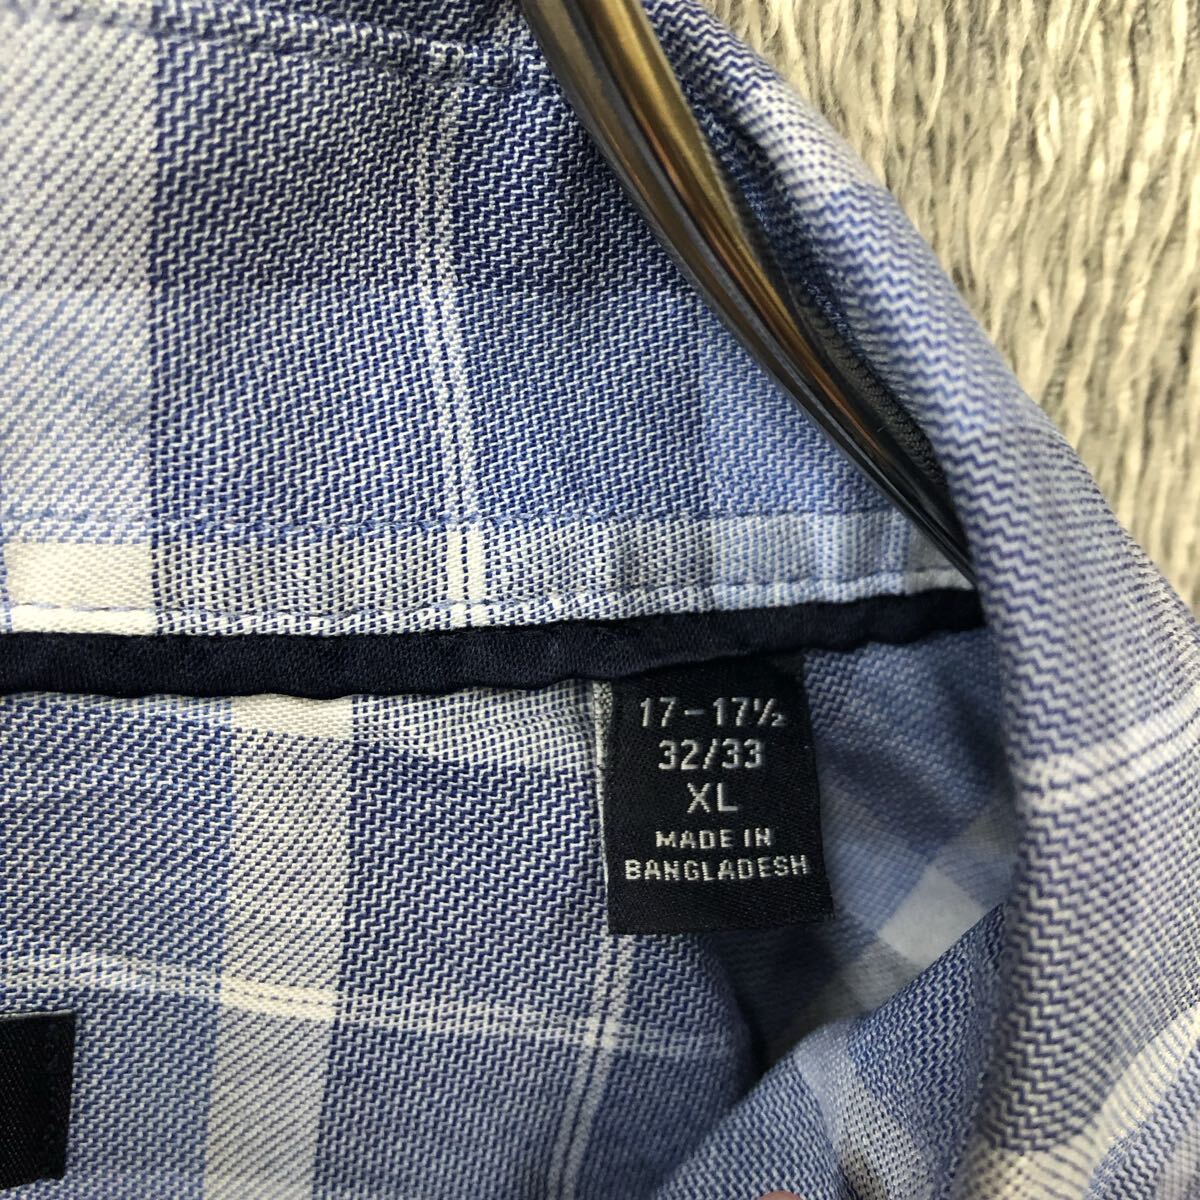 17-17½
32/33
XL
MADE IN
BANGLADESH